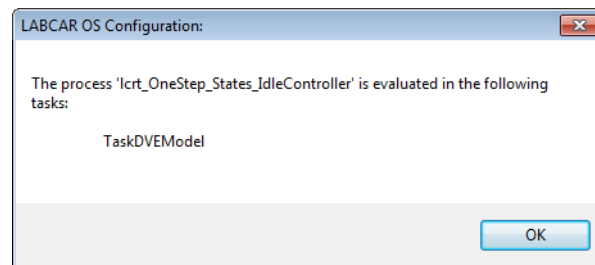 LABCAR OS Configuration:
The process 'lcrt_OneStep_States_IdleController' is evaluated in the following
tasks:
TaskDVEModel
OK